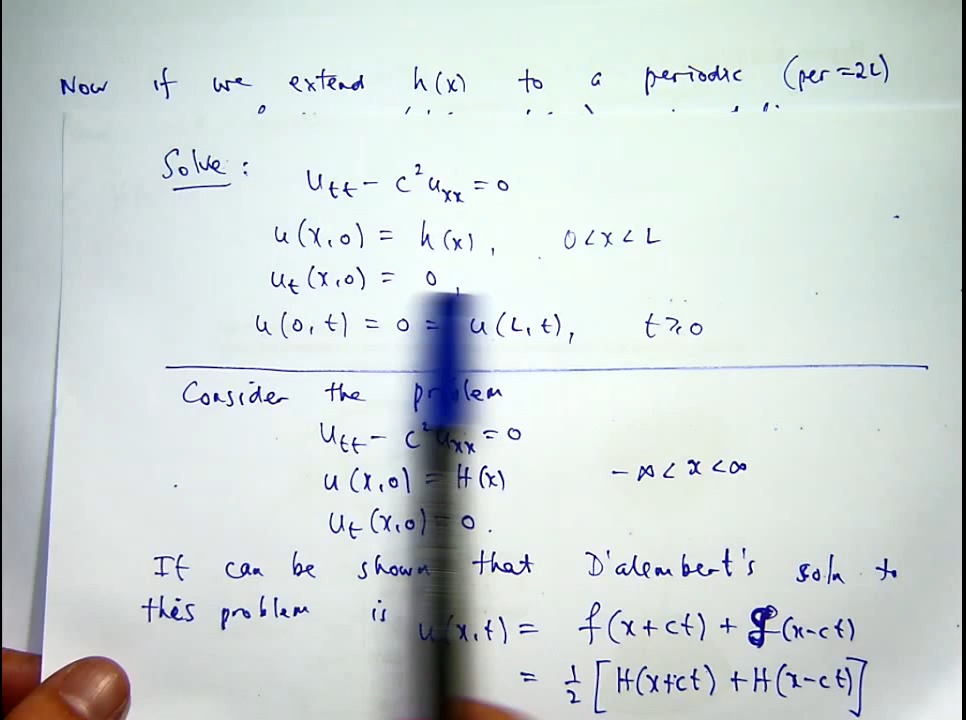 Now if we extend h(x) to a periodic (per = 2L)
Solve:
u_tt - c²u_xx = 0
u(x,0) = h(x), 0 < x < L
u_t(x,0) = 0,
u(0,t) = 0 = u(L,t), t ≥ 0
Consider the problem
u_tt - c²u_xx = 0
u(x,0) = H(x) -∞ < x < ∞
u_t(x,0) = 0.
It can be shown that D'alembert's soln to
this problem is u(x,t) = f(x+ct) + g(x-ct)
= 1/2 [H(x+ct) + H(x-ct)]